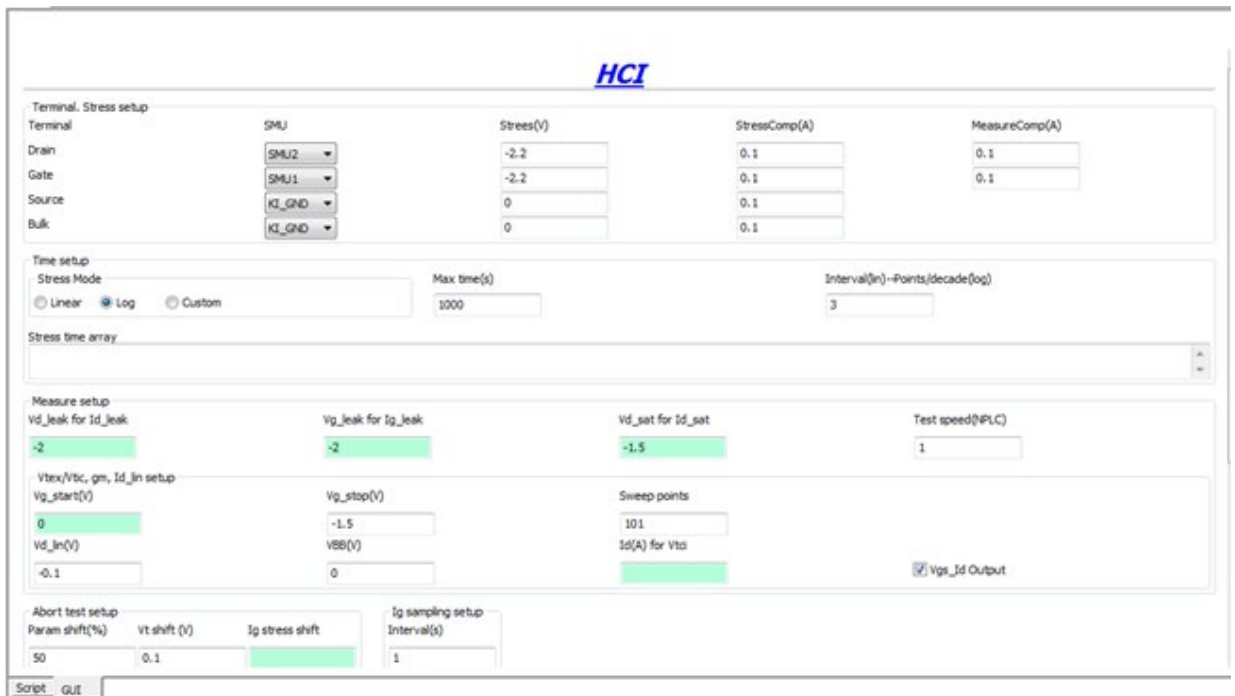 HCI
Terminal. Stress setup
Terminal SMU Strees(V) StressComp(A) MeasureComp(A)
Drain SMU2 -2.2 0.1 0.1
Gate SMU1 -2.2 0.1 0.1
Source KI_GND 0 0.1
Bulk KI_GND 0 0.1
Time setup
Stress Mode Max time(s) Interval(lin)--Points/decade(log)
Linear Log Custom 1000 3
Stress time array
Measure setup
Vd_leak for Id_leak Vg_leak for Ig_leak Vd_sat for Id_sat Test speed(NPLC)
-2 -2 -1.5 1
Vtex/Vtic, gm, Id_lin setup
Vg_start(V) Vg_stop(V) Sweep points
0 -1.5 101
Vd_lin(V) VBB(V) Id(A) for Vtci
-0.1 0 Vgs_Id Output
Abort test setup Ig sampling setup
Param shift(%) Vt shift (V) Ig stress shift Interval(s)
50 0.1 1
Script GUI